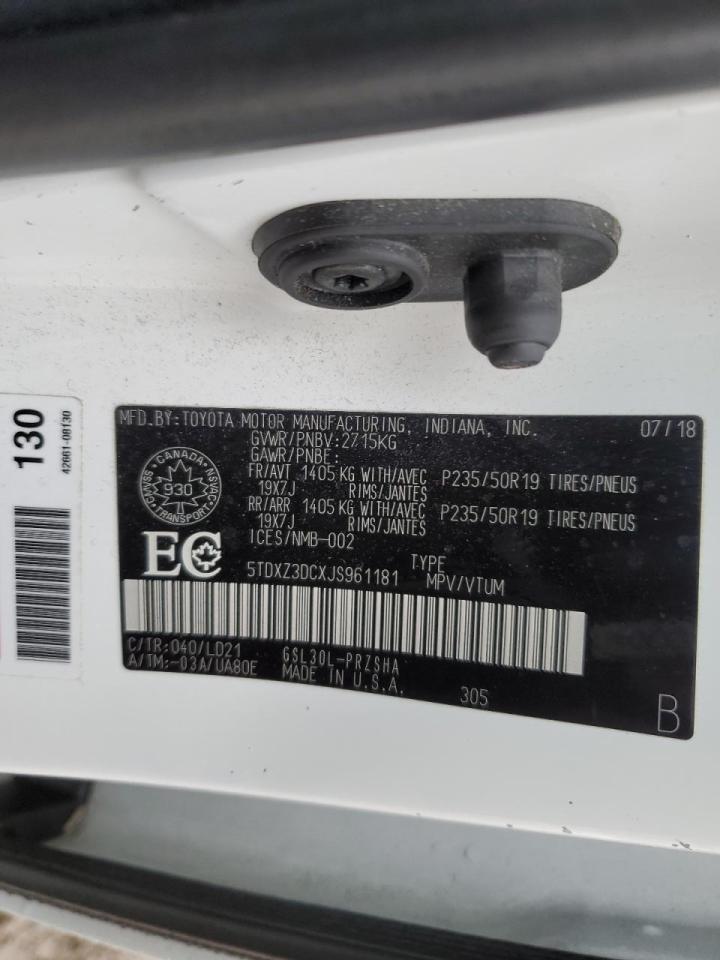 130
42661-08130
MFD.BY: TOYOTA MOTOR MANUFACTURING, INDIANA, INC. 07/18
GVWR/PNBV: 2715KG
GAWR/PNBE:
FR/AVT 1405 KG WITH/AVEC P235/50R19 TIRES/PNEUS
19X7J RIMS/JANTES
RR/ARR 1405 KG WITH/AVEC P235/50R19 TIRES/PNEUS
19X7J RIMS/JANTES
ICES/NMB-002
CMVSS NSVAC
CANADA
930
TRANSPORT
EC
5TDXZ3DCXJS961181
TYPE
MPV/VTUM
C/TR: 040/LD21 GSL30L-PRZSHA
A/TM: -03A/UA80E MADE IN U.S.A. 305
B